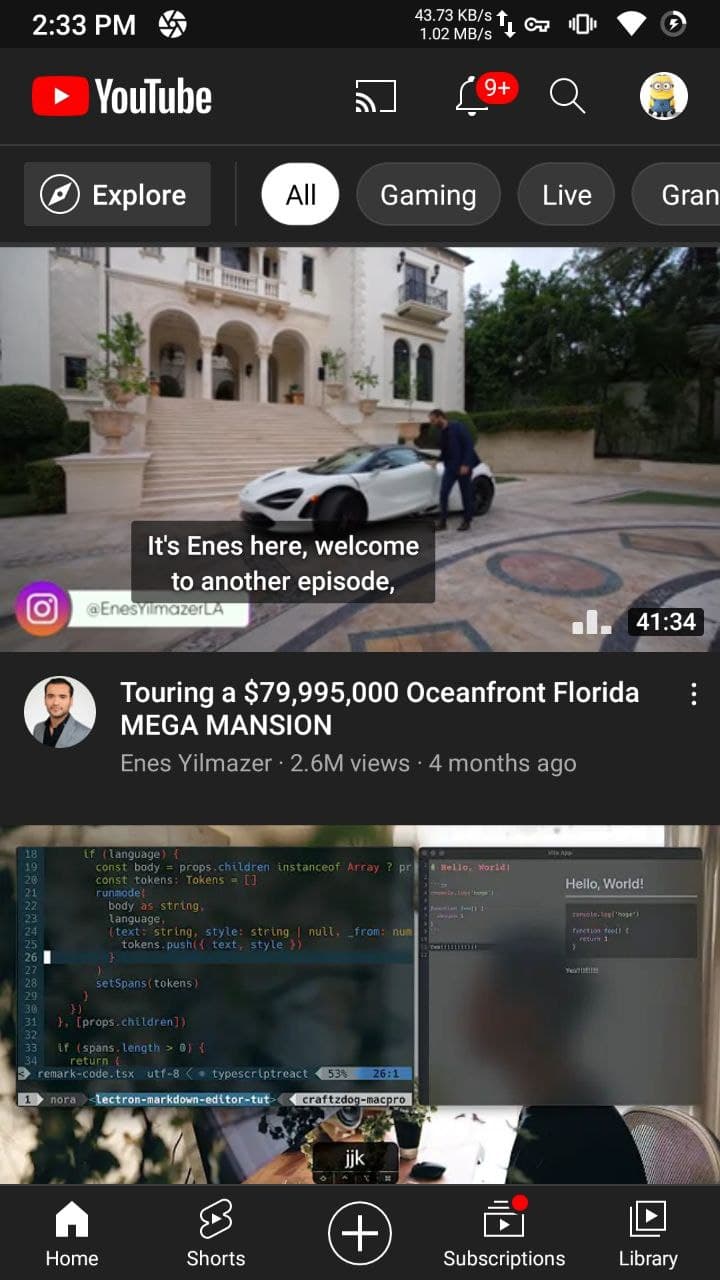 2:33 PM
43.73 KB/s
1.02 MB/s
YouTube
9+
Explore
All
Gaming
Live
Gran
It's Enes here, welcome
to another episode,
@EnesYilmazerLA
41:34
Touring a $79,995,000 Oceanfront Florida
MEGA MANSION
Enes Yilmazer · 2.6M views · 4 months ago
18 if (language) {
19 const body = props.children instanceof Array ? pr
20 const tokens: Tokens = []
21 runmode(
22 body as string,
23 language,
24 (text: string, style: string | null, _from: num
25 tokens.push({ text, style })
26 }
27 )
28 setSpans(tokens)
29 }
30 })
31 }, [props.children])
32
33 if (spans.length > 0) {
34 return (
remark-code.tsx utf-8 < typescriptreact 53% 26:1
1 nora lectron-markdown-editor-tut craftzdog-macpro
# Hello, World!
Hello, World!
console.log('hoge')
function foo() {
return 1
}
jjk
Home
Shorts
Subscriptions
Library